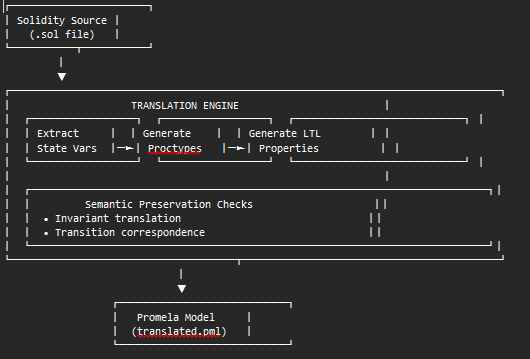 Solidity Source
(.sol file)
TRANSLATION ENGINE
Extract Generate Generate LTL
State Vars Proctypes Properties
Semantic Preservation Checks
• Invariant translation
• Transition correspondence
Promela Model
(translated.pml)